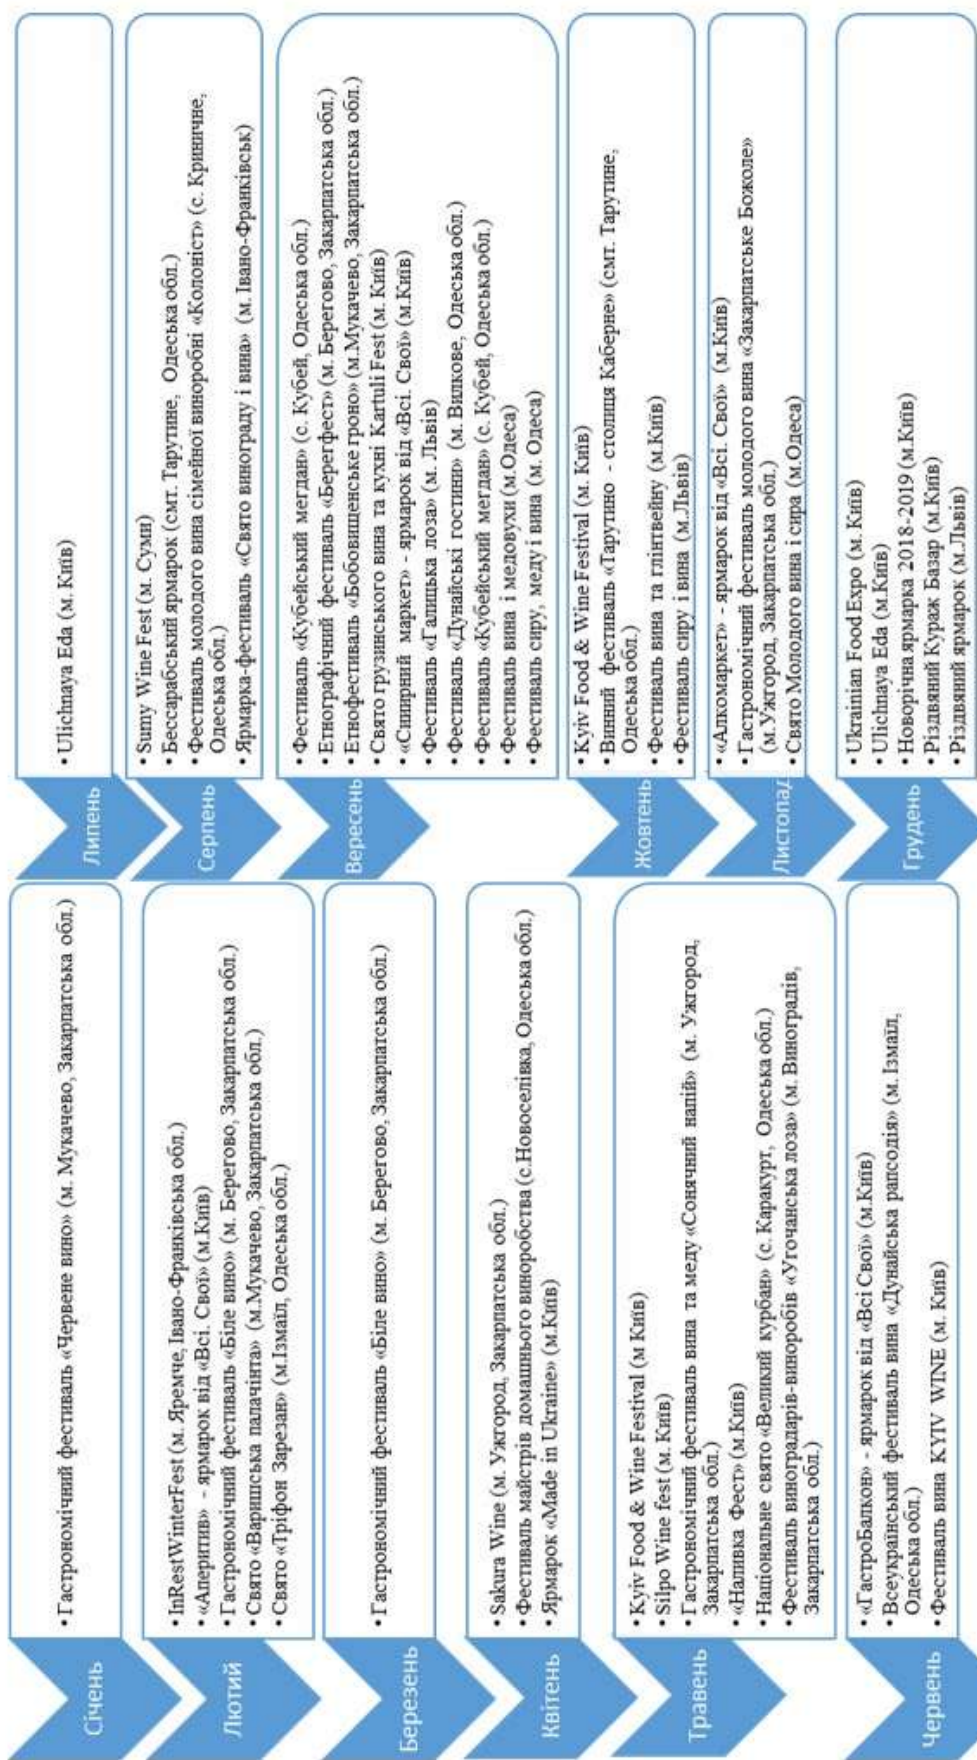 Січень
• Гастрономічний фестиваль «Червене вино» (м. Мукачево, Закарпатська обл.)
Лютий
• InRestWinterFest (м. Яремче, Івано-Франківська обл.)
• «Аперитив» - ярмарок від «Всі. Свої» (м.Київ)
• Гастрономічний фестиваль «Біле вино» (м. Берегово, Закарпатська обл.)
• Свято «Варишська палачінта» (м.Мукачево, Закарпатська обл.)
• Свято «Тріфон Зарезан» (м.Ізмаїл, Одеська обл.)
Березень
• Гастрономічний фестиваль «Біле вино» (м. Берегово, Закарпатська обл.)
Квітень
• Sakura Wine (м. Ужгород, Закарпатська обл.)
• Фестиваль майстрів домашнього виноробства (с.Новоселівка, Одеська обл.)
• Ярмарок «Made in Ukraine» (м.Київ)
Травень
• Kyiv Food & Wine Festival (м Київ)
• Silpo Wine fest (м. Київ)
• Гастрономічний фестиваль вина та меду «Сонячний напій» (м. Ужгород,
Закарпатська обл.)
• «Наливка Фест» (м.Київ)
• Національне свято «Великий курбан» (с. Каракурт, Одеська обл.)
• Фестиваль виноградарів-виноробів «Угочанська лоза» (м. Виноградів,
Закарпатська обл.)
Червень
• «ГастроБалкон» - ярмарок від «Всі Свої» (м.Київ)
• Всеукраїнський фестиваль вина «Дунайська рапсодія» (м. Ізмаїл,
Одеська обл.)
• Фестиваль вина KYIV WINE (м. Київ)
Липень
• Ulichnaya Eda (м. Київ)
Серпень
• Sumy Wine Fest (м. Суми)
• Бессарабський ярмарок (смт. Тарутине, Одеська обл.)
• Фестиваль молодого вина сімейної виноробні «Колоніст» (с. Криничне,
Одеська обл.)
• Ярмарка-фестиваль «Свято винограду і вина» (м. Івано-Франківськ)
Вересень
• Фестиваль «Кубейський мегдан» (с. Кубей, Одеська обл.)
• Етнографічний фестиваль «Берегфест» (м. Берегово, Закарпатська обл.)
• Етнофестиваль «Бобовищенське гроно» (м.Мукачево, Закарпатська обл.)
• Свято грузинського вина та кухні Kartuli Fest (м. Київ)
• «Сиирний маркет» - ярмарок від «Всі. Свої» (м.Київ)
• Фестиваль «Галицька лоза» (м. Львів)
• Фестиваль «Дунайські гостини» (м. Вилкове, Одеська обл.)
• Фестиваль «Кубейський мегдан» (с. Кубей, Одеська обл.)
• Фестиваль вина і медовухи (м.Одеса)
• Фестиваль сиру, меду і вина (м. Одеса)
Жовтень
• Kyiv Food & Wine Festival (м. Київ)
• Винний фестиваль «Тарутино - столиця Каберне» (смт. Тарутине,
Одеська обл.)
• Фестиваль вина та глінтвейну (м.Київ)
• Фестиваль сиру і вина (м.Львів)
Листопад
• «Алкомаркет» - ярмарок від «Всі. Свої» (м.Київ)
• Гастрономічний фестиваль молодого вина «Закарпатське Божоле»
(м.Ужгород, Закарпатська обл.)
• Свято Молодого вина і сира (м.Одеса)
Грудень
• Ukrainian Food Expo (м. Київ)
• Ulichnaya Eda (м.Київ)
• Новорічна ярмарка 2018-2019 (м.Київ)
• Різдвяний Кураж Базар (м.Київ)
• Різдвяний ярмарок (м.Львів)